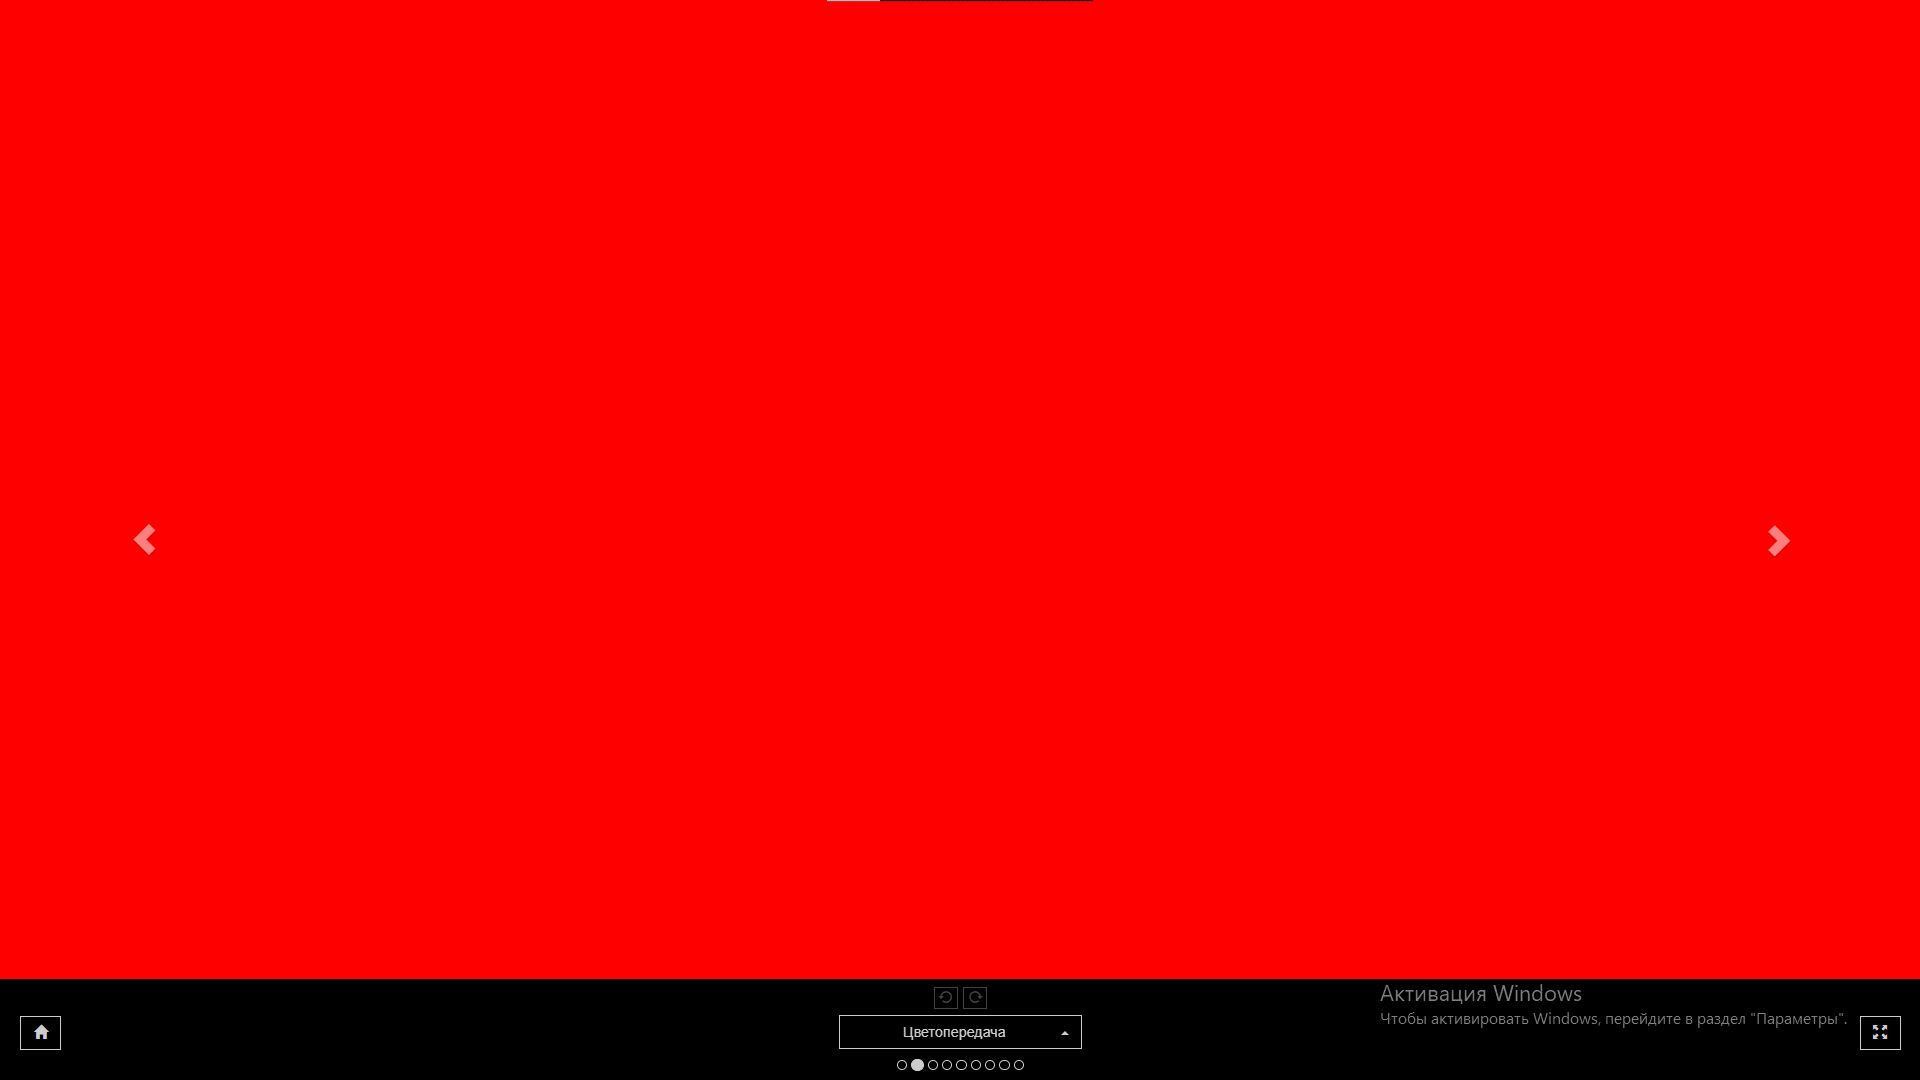 Активация Windows
Чтобы активировать Windows, перейдите в раздел "Параметры".
Цветопередача